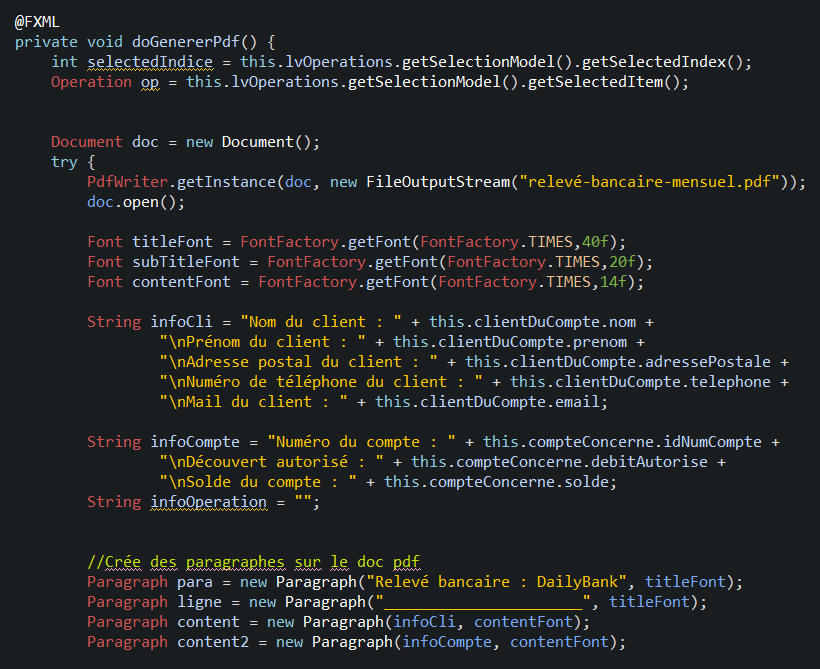 @FXML
private void doGenererPdf() {
    int selectedIndice = this.lvOperations.getSelectionModel().getSelectedIndex();
    Operation op = this.lvOperations.getSelectionModel().getSelectedItem();
    Document doc = new Document();
    try {
        PdfWriter.getInstance(doc, new FileOutputStream("relevé-bancaire-mensuel.pdf"));
        doc.open();
        Font titleFont = FontFactory.getFont(FontFactory.TIMES,40f);
        Font subTitleFont = FontFactory.getFont(FontFactory.TIMES,20f);
        Font contentFont = FontFactory.getFont(FontFactory.TIMES,14f);
        String infoCli = "Nom du client : " + this.clientDuCompte.nom +
                "\nPrénom du client : " + this.clientDuCompte.prenom +
                "\nAdresse postal du client : " + this.clientDuCompte.adressePostale +
                "\nNuméro de téléphone du client : " + this.clientDuCompte.telephone +
                "\nMail du client : " + this.clientDuCompte.email;
        String infoCompte = "Numéro du compte : " + this.compteConcerne.idNumCompte +
                "\nDécouvert autorisé : " + this.compteConcerne.debitAutorise +
                "\nSolde du compte : " + this.compteConcerne.solde;
        String infoOperation = "";
        //Crée des paragraphes sur le doc pdf
        Paragraph para = new Paragraph("Relevé bancaire : DailyBank", titleFont);
        Paragraph ligne = new Paragraph("______________________", titleFont);
        Paragraph content = new Paragraph(infoCli, contentFont);
        Paragraph content2 = new Paragraph(infoCompte, contentFont);